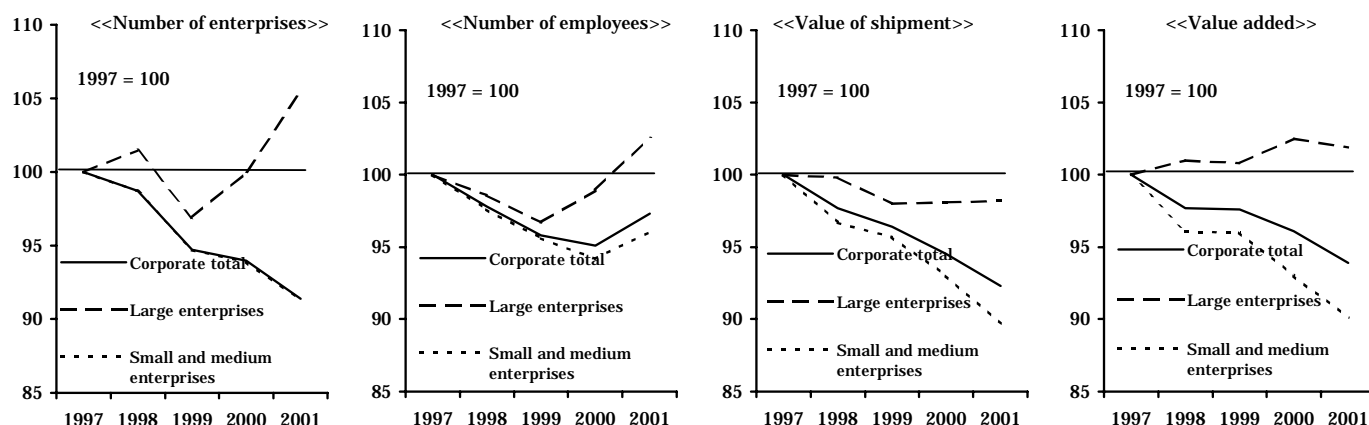 <<Number of enterprises>>
110
105
100
95
90
85
1997 = 100
Corporate total
Large enterprises
Small and medium
enterprises
1997 1998 1999 2000 2001
<<Number of employees>>
110
105
100
95
90
85
1997 = 100
Corporate total
Large enterprises
Small and medium
enterprises
1997 1998 1999 2000 2001
<<Value of shipment>>
110
105
100
95
90
85
1997 = 100
Corporate total
Large enterprises
Small and medium
enterprises
1997 1998 1999 2000 2001
<<Value added>>
110
105
100
95
90
85
1997 = 100
Corporate total
Large enterprises
Small and medium
enterprises
1997 1998 1999 2000 2001